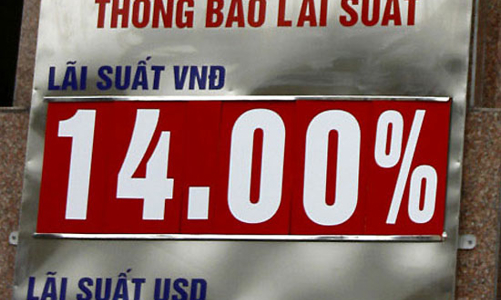 THÔNG BÁO LÃI SUẤT
LÃI SUẤT VNĐ
14.00%
LÃI SUẤT USD